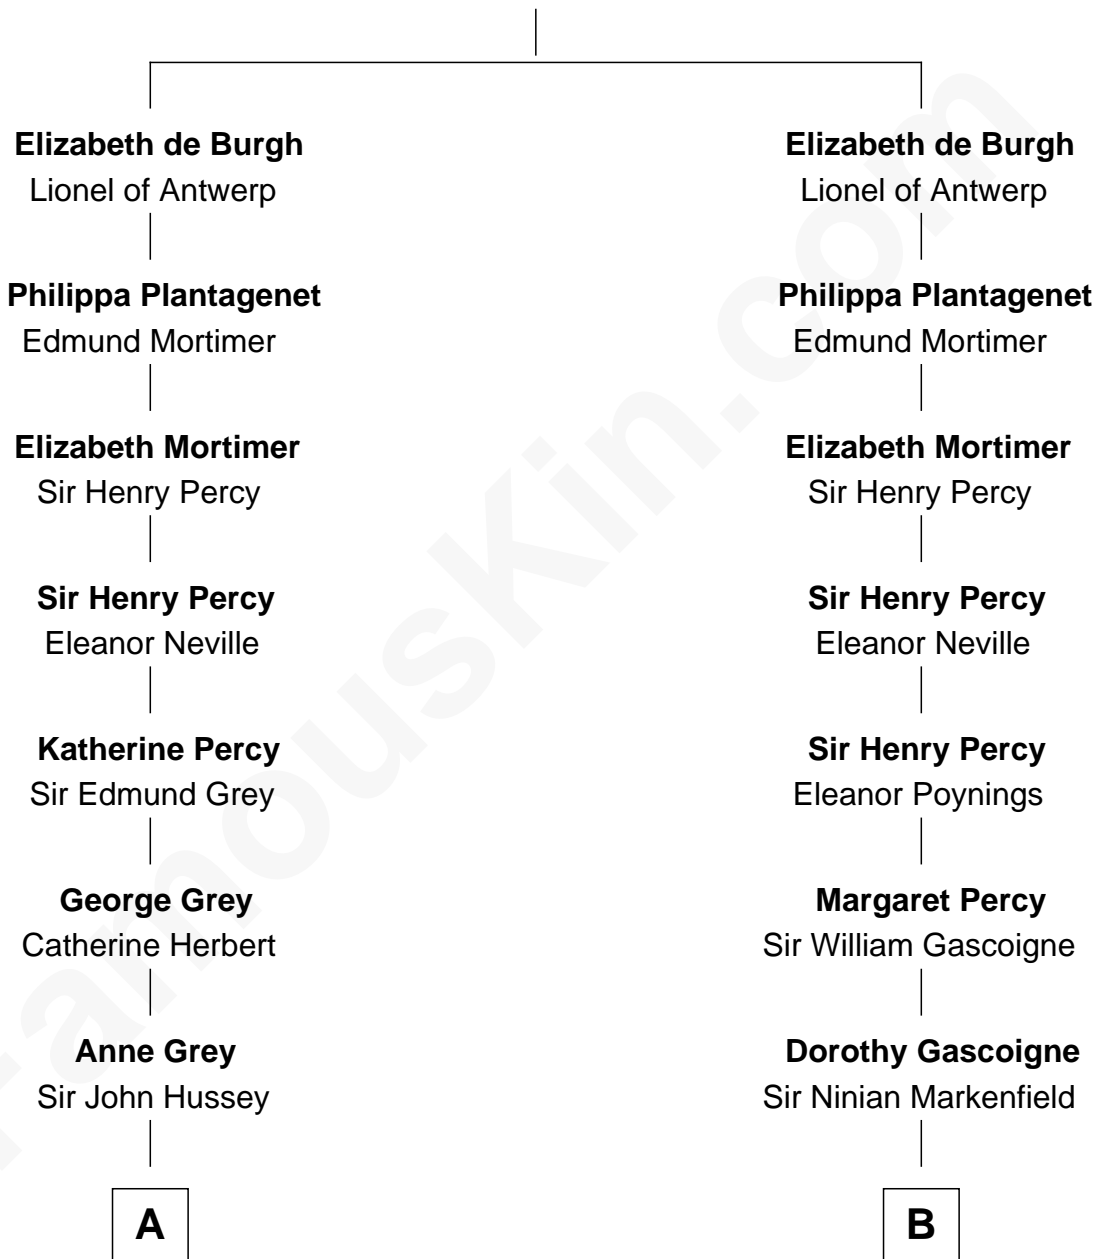 Elizabeth de Burgh
Lionel of Antwerp
Philippa Plantagenet
Edmund Mortimer
Elizabeth Mortimer
Sir Henry Percy
Sir Henry Percy
Eleanor Neville
Katherine Percy
Sir Edmund Grey
George Grey
Catherine Herbert
Anne Grey
Sir John Hussey
A
Elizabeth de Burgh
Lionel of Antwerp
Philippa Plantagenet
Edmund Mortimer
Elizabeth Mortimer
Sir Henry Percy
Sir Henry Percy
Eleanor Neville
Sir Henry Percy
Eleanor Poynings
Margaret Percy
Sir William Gascoigne
Dorothy Gascoigne
Sir Ninian Markenfield
B
FamousKin.com